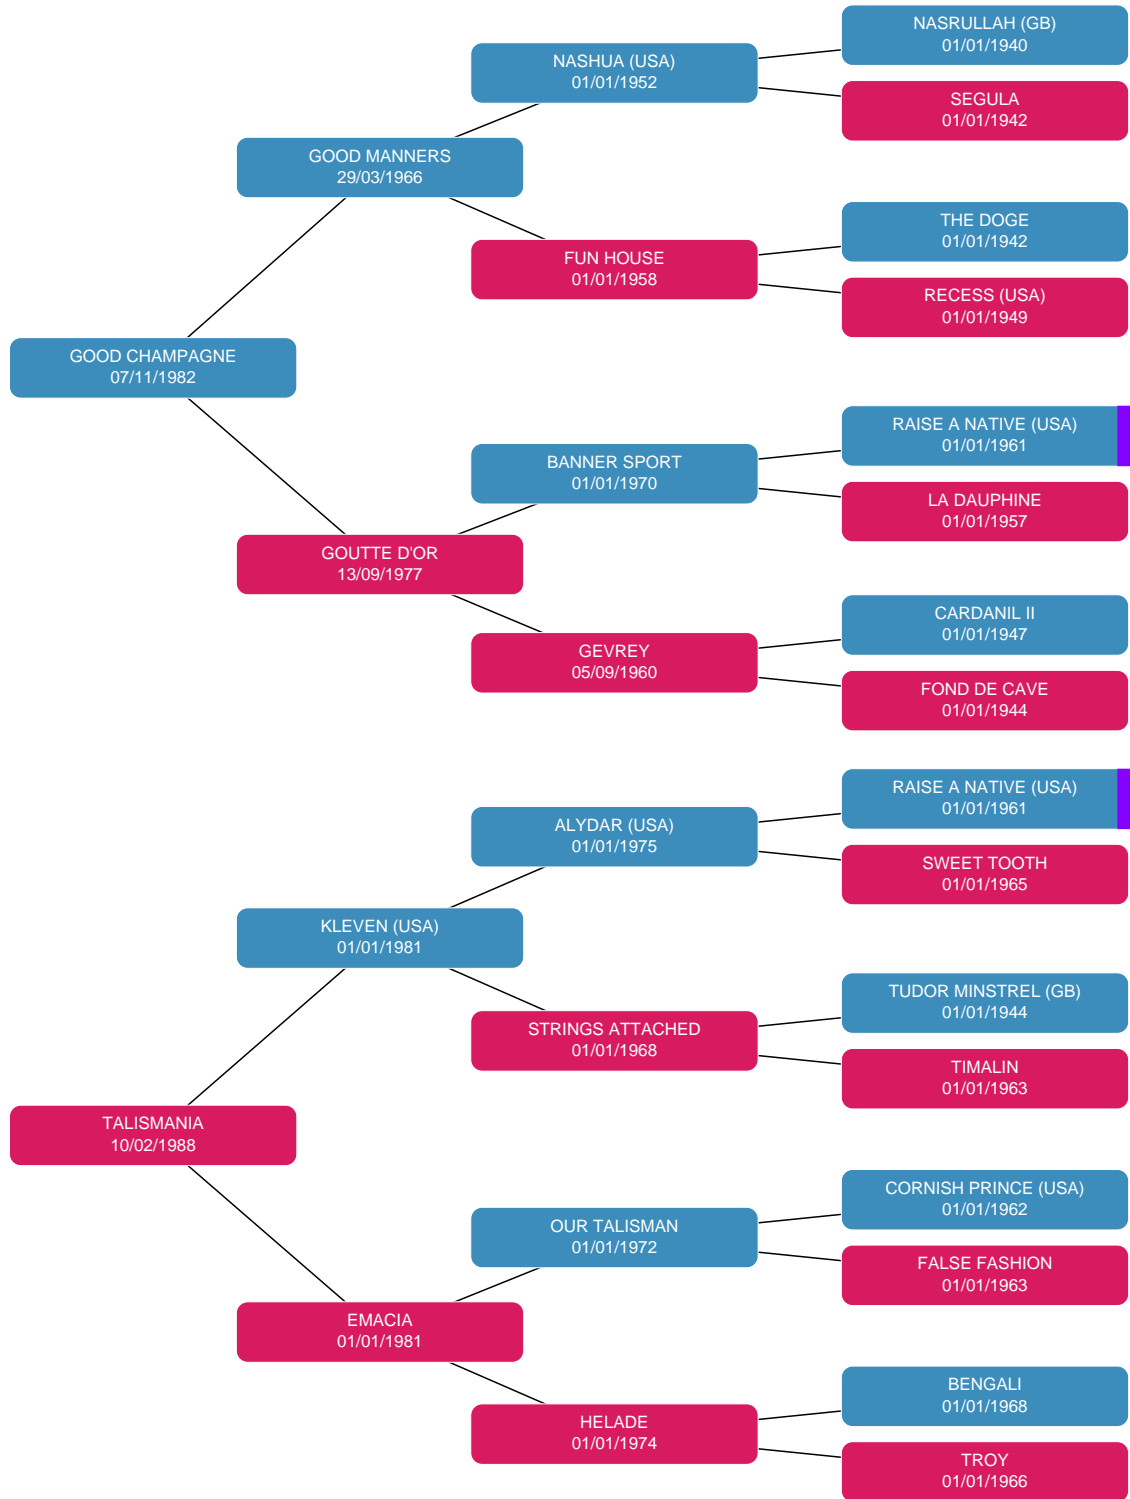 NASRULLAH (GB)
01/01/1940
NASHUA (USA)
01/01/1952
SEGULA
01/01/1942
GOOD MANNERS
29/03/1966
THE DOGE
01/01/1942
FUN HOUSE
01/01/1958
RECESS (USA)
01/01/1949
GOOD CHAMPAGNE
07/11/1982
RAISE A NATIVE (USA)
01/01/1961
BANNER SPORT
01/01/1970
LA DAUPHINE
01/01/1957
GOUTTE D'OR
13/09/1977
CARDANIL II
01/01/1947
GEVREY
05/09/1960
FOND DE CAVE
01/01/1944
RAISE A NATIVE (USA)
01/01/1961
ALYDAR (USA)
01/01/1975
SWEET TOOTH
01/01/1965
KLEVEN (USA)
01/01/1981
TUDOR MINSTREL (GB)
01/01/1944
STRINGS ATTACHED
01/01/1968
TIMALIN
01/01/1963
TALISMANIA
10/02/1988
CORNISH PRINCE (USA)
01/01/1962
OUR TALISMAN
01/01/1972
FALSE FASHION
01/01/1963
EMACIA
01/01/1981
BENGALI
01/01/1968
HELADE
01/01/1974
TROY
01/01/1966